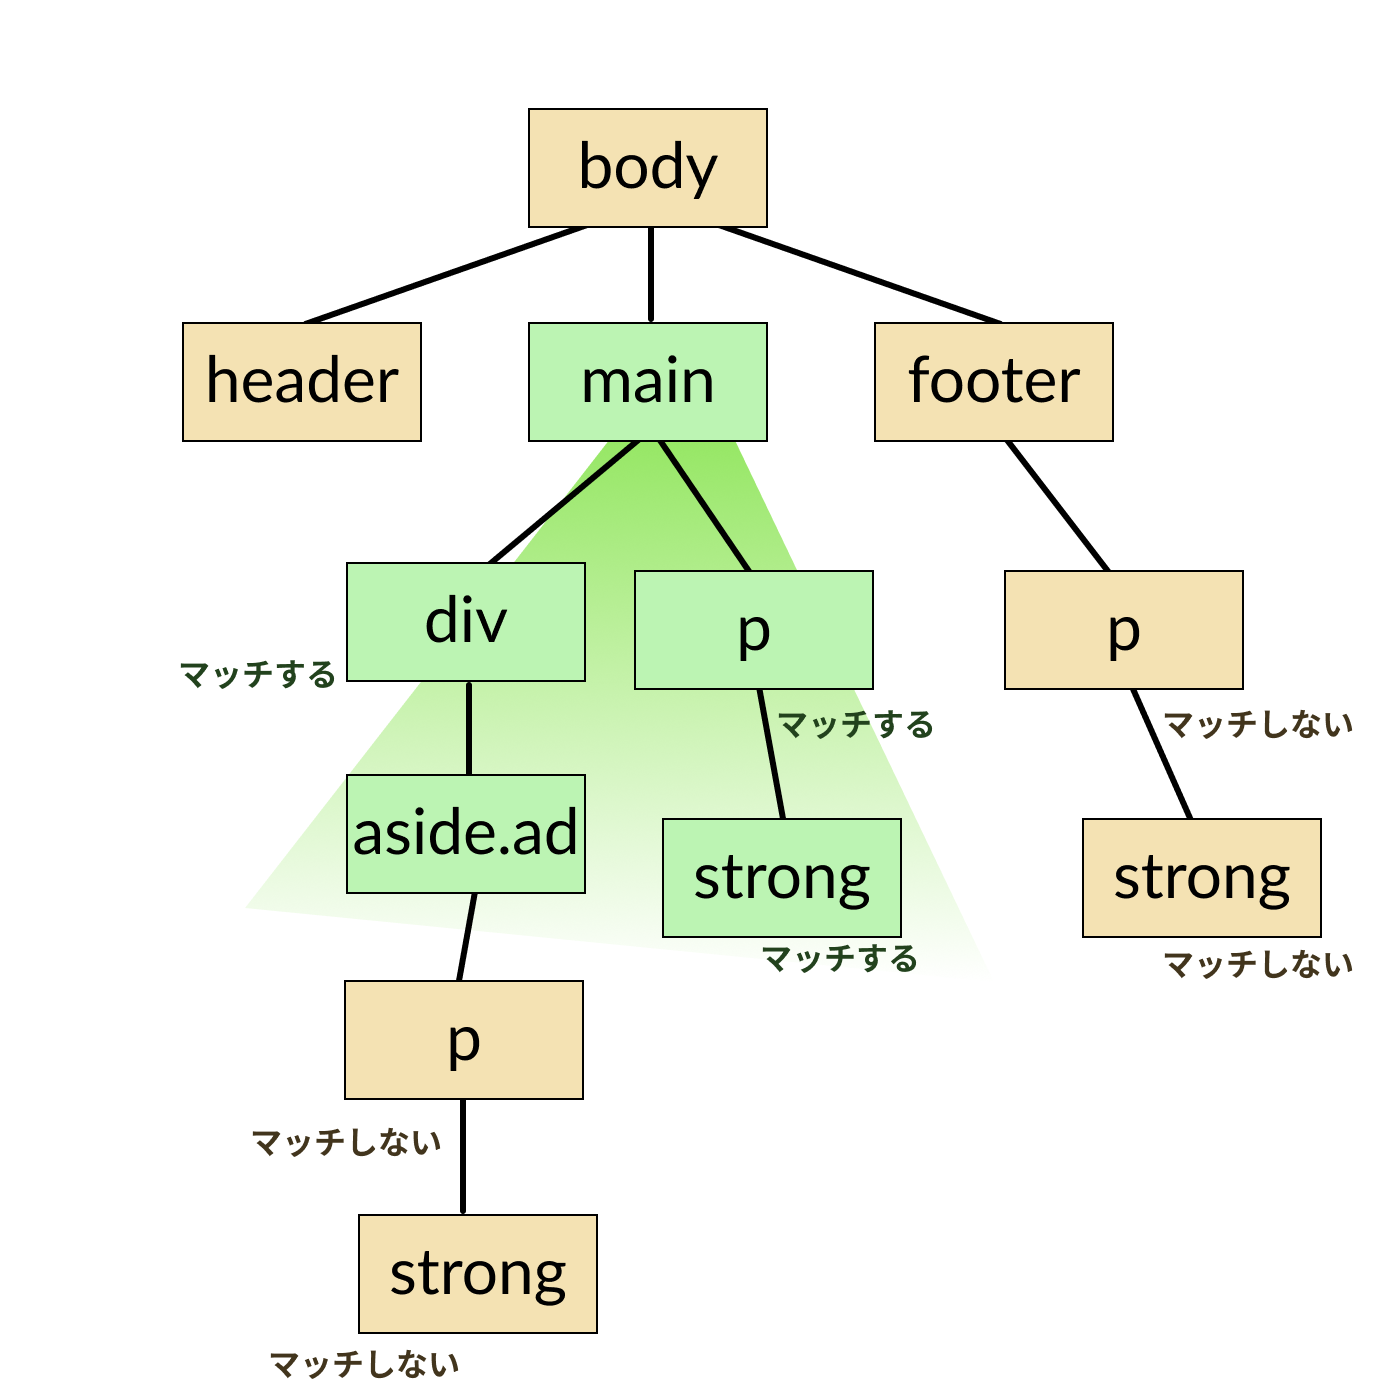 body
header
main
footer
div
p
p
マッチする
マッチする
マッチしない
aside.ad
strong
strong
マッチする
マッチしない
p
マッチしない
strong
マッチしない